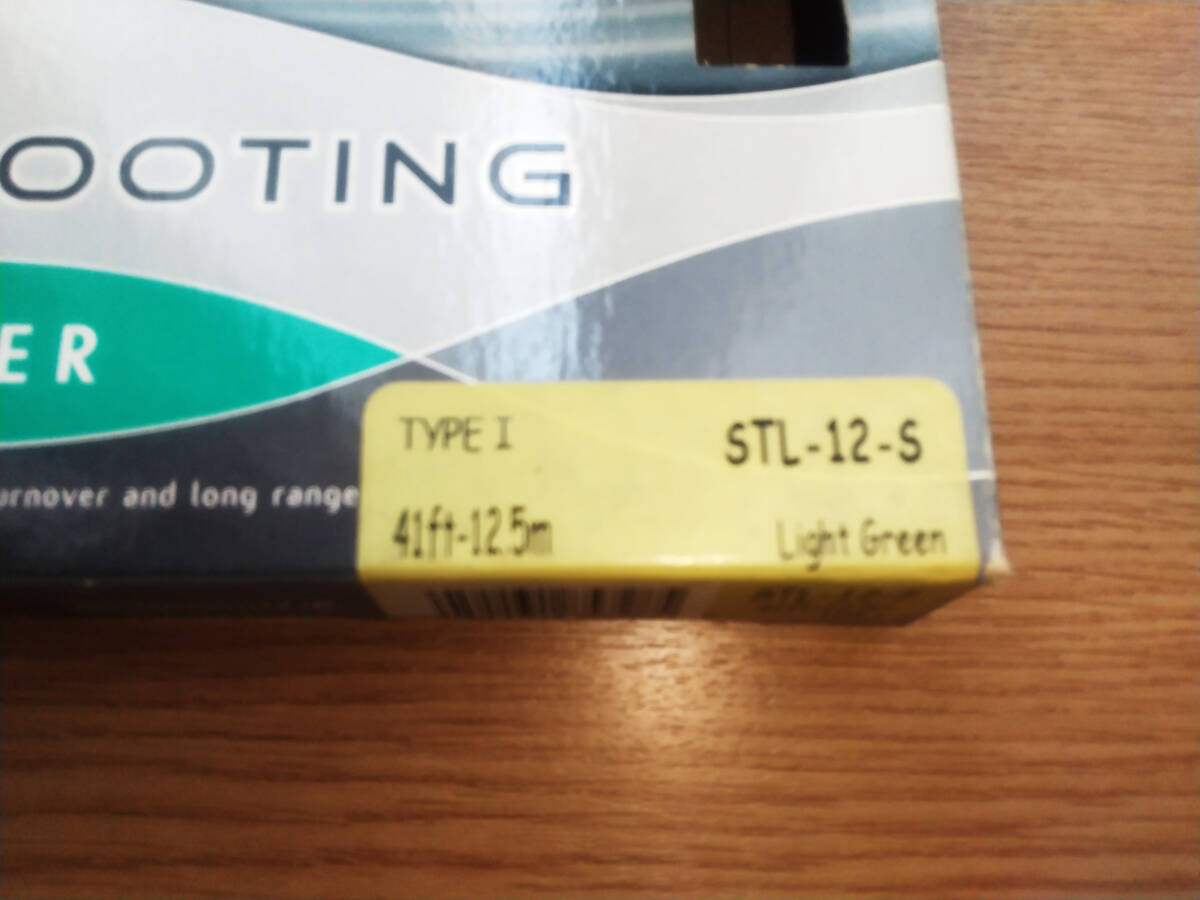 OOTING
ER
urnover and long range
TYPE I
STL-12-S
41ft-12.5m
Light Green